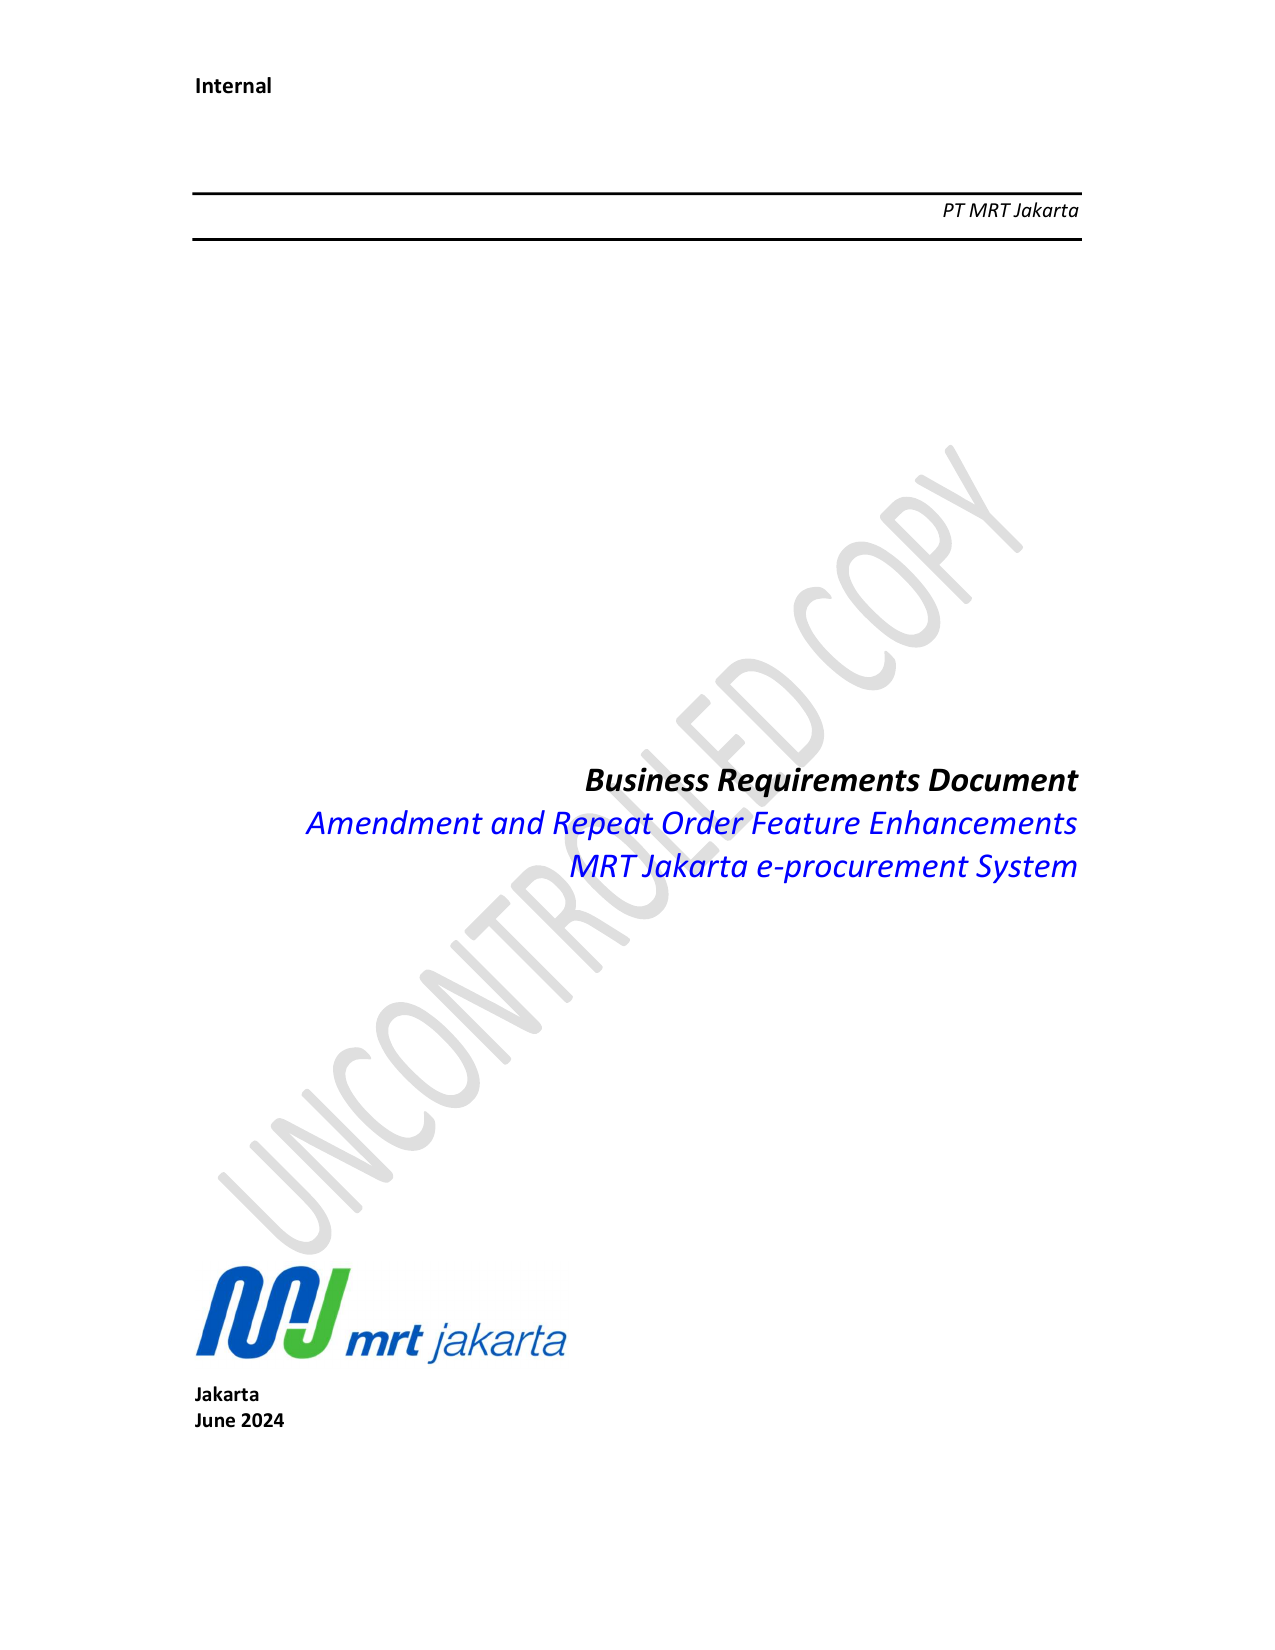 Internal
PT MRT Jakarta
UNCONTROLLED COPY
Business Requirements Document
Amendment and Repeat Order Feature Enhancements
MRT Jakarta e-procurement System
mrt jakarta
Jakarta
June 2024